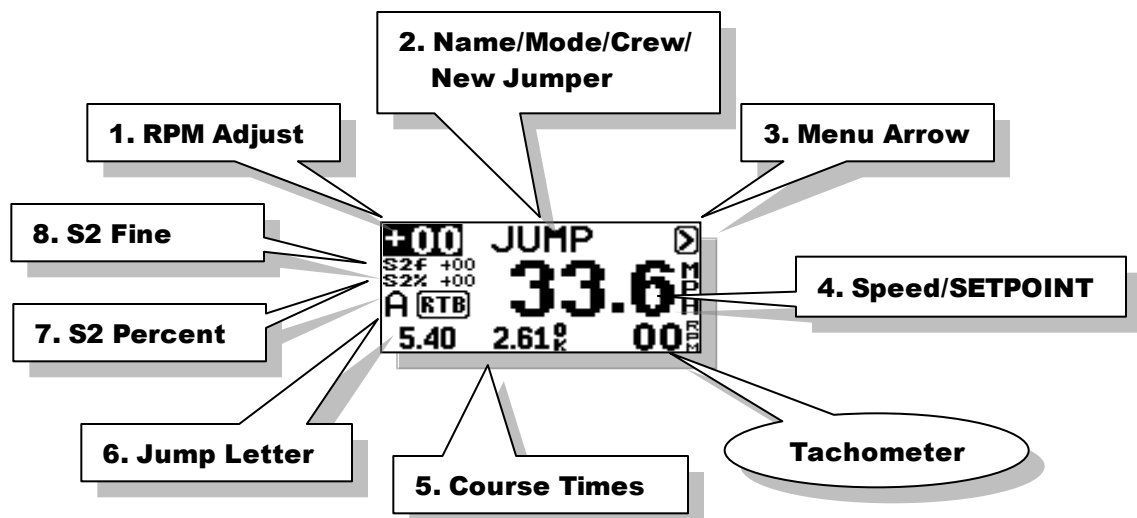 2. Name/Mode/Crew/
New Jumper
1. RPM Adjust
3. Menu Arrow
8. S2 Fine
7. S2 Percent
+00 JUMP >
S2f +00
S2% +00
33.6 MPH
A RTB
5.40 2.61 OK 00 RPM
4. Speed/SETPOINT
6. Jump Letter
5. Course Times
Tachometer